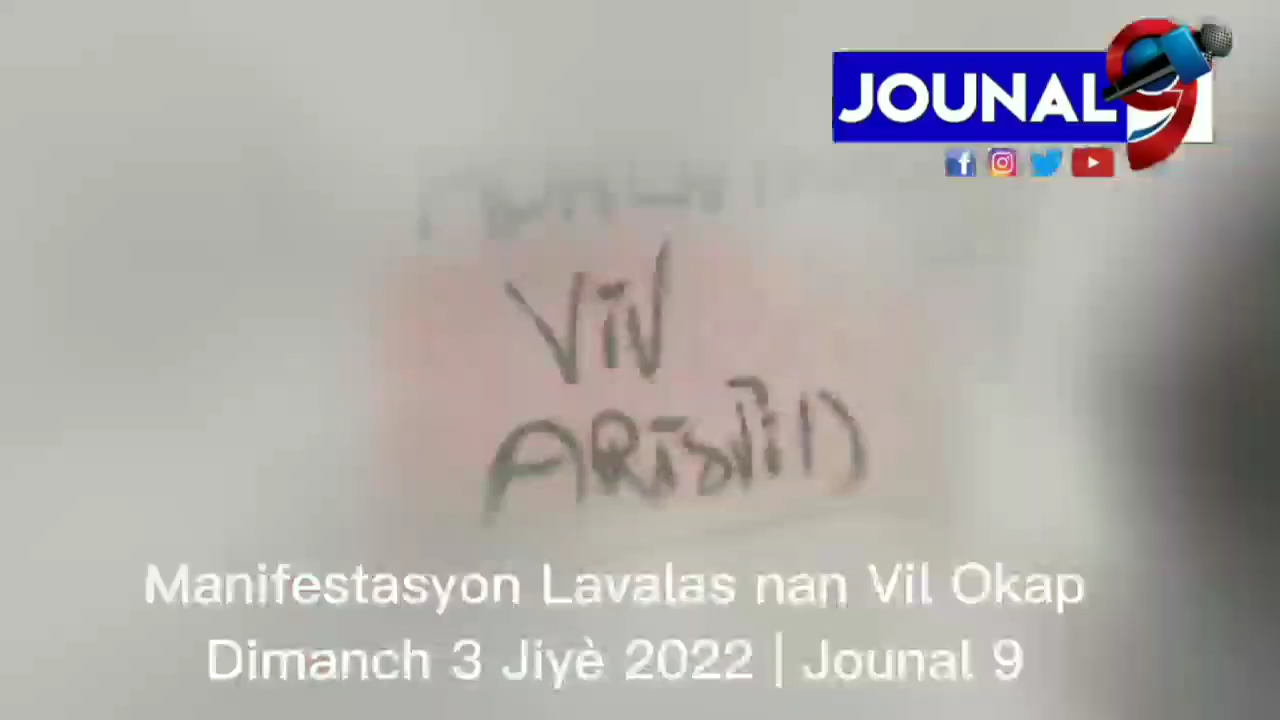 JOUNAL 9
VIV
ARISTID
Manifestasyon Lavalas nan Vil Okap
Dimanch 3 Jiyè 2022 | Jounal 9